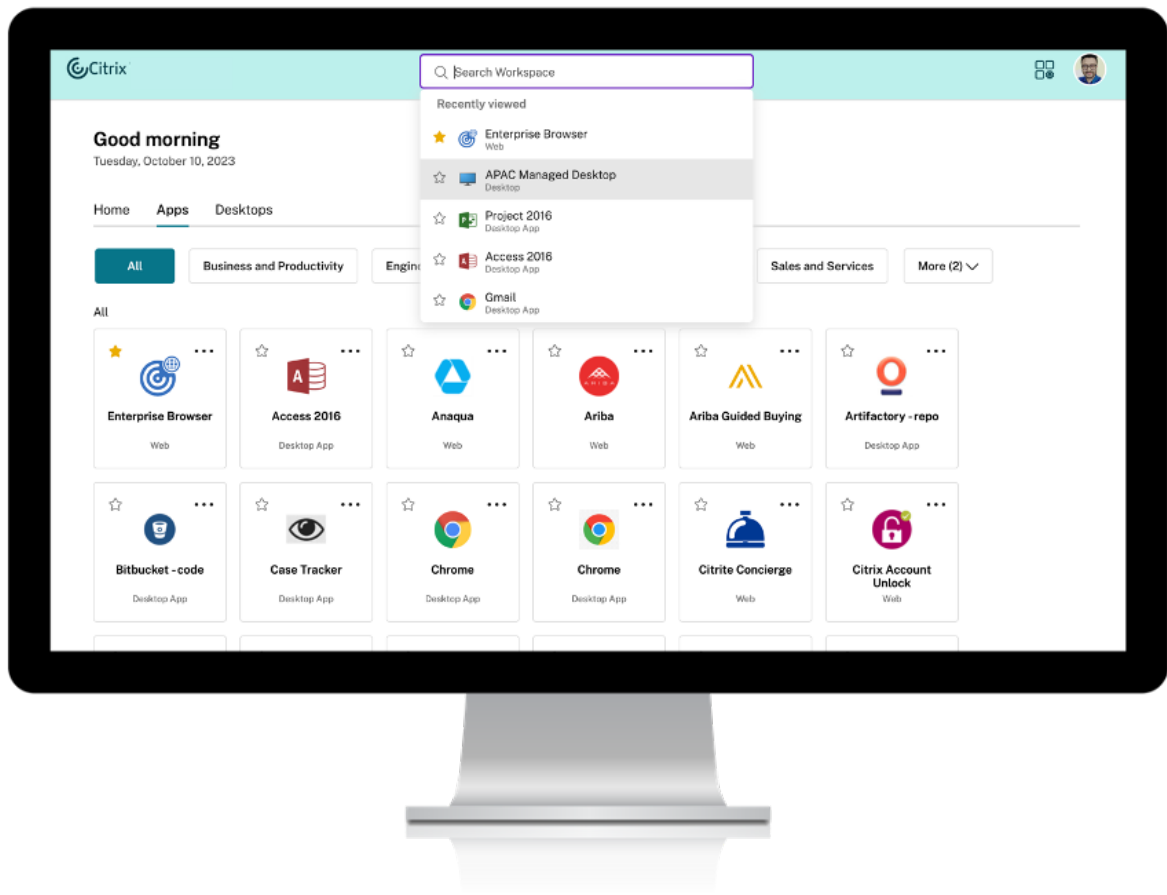 Citrix
Search Workspace
Recently viewed
Enterprise Browser
Web
APAC Managed Desktop
Desktop
Project 2016
Desktop App
Access 2016
Desktop App
Gmail
Desktop App
Good morning
Tuesday, October 10, 2023
Home Apps Desktops
All Business and Productivity Engin Sales and Services More (2)
All
Enterprise Browser
Web
A
Access 2016
Desktop App
Anaqua
Web
ARIBA
Ariba
Web
Ariba Guided Buying
Web
Artifactory - repo
Desktop App
Bitbucket - code
Desktop App
Case Tracker
Desktop App
Chrome
Desktop App
Chrome
Desktop App
Citrite Concierge
Web
Citrix Account
Unlock
Web